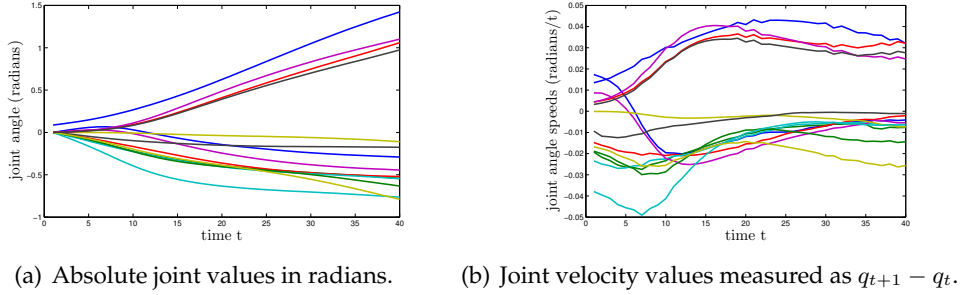 joint angle (radians)
1.5
1
0.5
0
−0.5
−1
0 5 10 15 20 25 30 35 40
time t
joint angle speeds (radians/t)
0.05
0.04
0.03
0.02
0.01
0
−0.01
−0.02
−0.03
−0.04
−0.05
0 5 10 15 20 25 30 35 40
time t
(a) Absolute joint values in radians.
(b) Joint velocity values measured as qt+1 − qt.